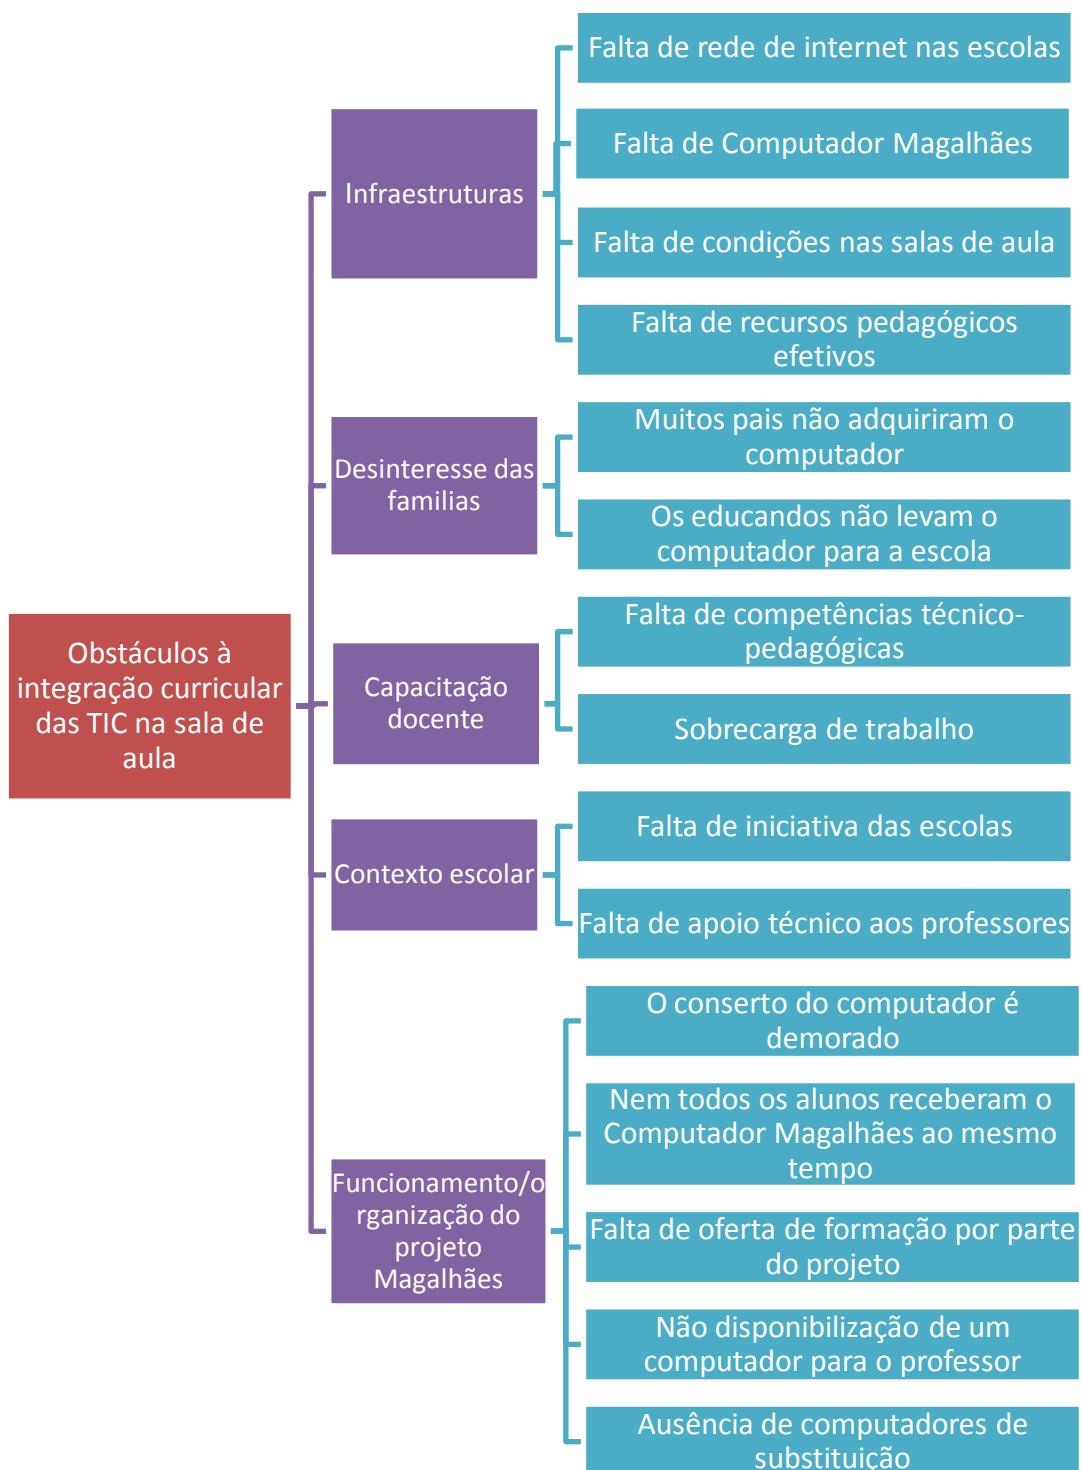 Obstáculos à
integração curricular
das TIC na sala de
aula
Infraestruturas
Falta de rede de internet nas escolas
Falta de Computador Magalhães
Falta de condições nas salas de aula
Falta de recursos pedagógicos
efetivos
Desinteresse das
familias
Muitos pais não adquiriram o
computador
Os educandos não levam o
computador para a escola
Capacitação
docente
Falta de competências técnico-
pedagógicas
Sobrecarga de trabalho
Contexto escolar
Falta de iniciativa das escolas
Falta de apoio técnico aos professores
Funcionamento/o
rganização do
projeto
Magalhães
O conserto do computador é
demorado
Nem todos os alunos receberam o
Computador Magalhães ao mesmo
tempo
Falta de oferta de formação por parte
do projeto
Não disponibilização de um
computador para o professor
Ausência de computadores de
substituição